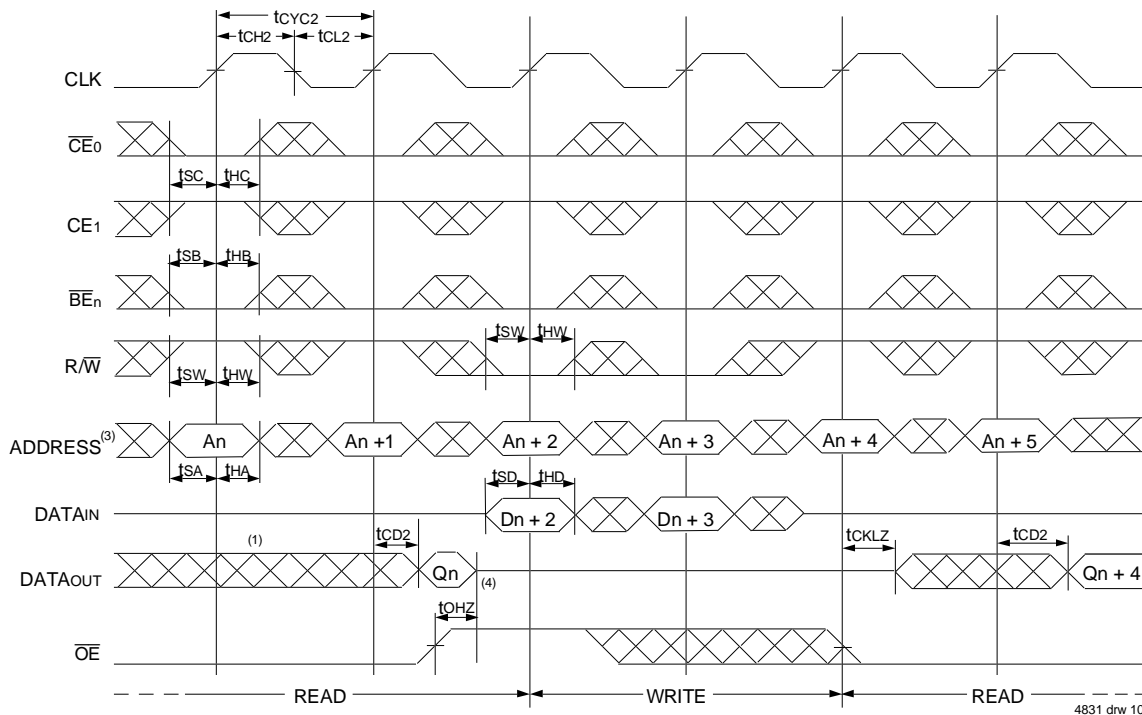 tCYC2
tCH2 tCL2
CLK
CE0
tSC tHC
CE1
tSB tHB
BEn
tSW tHW
R/W
tSW tHW
ADDRESS(3) An An +1 An + 2 An + 3 An + 4 An + 5
tSA tHA tSD tHD
DATAIN Dn + 2 Dn + 3
(1) tCD2 tCKLZ tCD2
DATAOUT Qn (4) Qn + 4
tOHZ
OE
READ WRITE READ
4831 drw 10